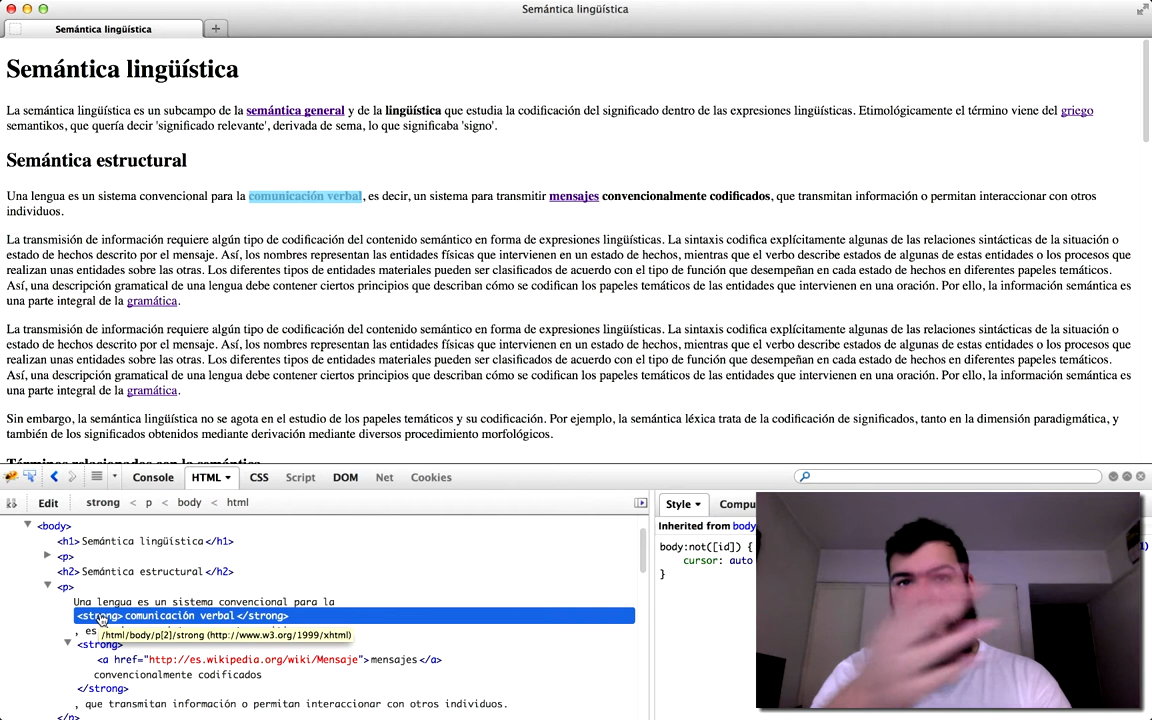 Semántica lingüística
Semántica lingüística
Semántica lingüística
La semántica lingüística es un subcampo de la semántica general y de la lingüística que estudia la codificación del significado dentro de las expresiones lingüísticas. Etimológicamente el término viene del griego
semantikos, que quería decir 'significado relevante', derivada de sema, lo que significaba 'signo'.
Semántica estructural
Una lengua es un sistema convencional para la comunicación verbal, es decir, un sistema para transmitir mensajes convencionalmente codificados, que transmitan información o permitan interaccionar con otros
individuos.
La transmisión de información requiere algún tipo de codificación del contenido semántico en forma de expresiones lingüísticas. La sintaxis codifica explícitamente algunas de las relaciones sintácticas de la situación o
estado de hechos descrito por el mensaje. Así, los nombres representan las entidades físicas que intervienen en un estado de hechos, mientras que el verbo describe estados de algunas de estas entidades o los procesos que
realizan unas entidades sobre las otras. Los diferentes tipos de entidades materiales pueden ser clasificados de acuerdo con el tipo de función que desempeñan en cada estado de hechos en diferentes papeles temáticos.
Así, una descripción gramatical de una lengua debe contener ciertos principios que describan cómo se codifican los papeles temáticos de las entidades que intervienen en una oración. Por ello, la información semántica es
una parte integral de la gramática.
La transmisión de información requiere algún tipo de codificación del contenido semántico en forma de expresiones lingüísticas. La sintaxis codifica explícitamente algunas de las relaciones sintácticas de la situación o
estado de hechos descrito por el mensaje. Así, los nombres representan las entidades físicas que intervienen en un estado de hechos, mientras que el verbo describe estados de algunas de estas entidades o los procesos que
realizan unas entidades sobre las otras. Los diferentes tipos de entidades materiales pueden ser clasificados de acuerdo con el tipo de función que desempeñan en cada estado de hechos en diferentes papeles temáticos.
Así, una descripción gramatical de una lengua debe contener ciertos principios que describan cómo se codifican los papeles temáticos de las entidades que intervienen en una oración. Por ello, la información semántica es
una parte integral de la gramática.
Sin embargo, la semántica lingüística no se agota en el estudio de los papeles temáticos y su codificación. Por ejemplo, la semántica léxica trata de la codificación de significados, tanto en la dimensión paradigmática, y
también de los significados obtenidos mediante derivación mediante diversos procedimiento morfológicos.
Términos relacionados con la semántica
Console HTML CSS Script DOM Net Cookies
Edit strong < p < body < html
Style Compu
<body>
<h1>Semántica lingüística</h1>
<p>
<h2>Semántica estructural</h2>
<p>
Una lengua es un sistema convencional para la
<strong>comunicación verbal</strong>
, es
/html/body/p[2]/strong (http://www.w3.org/1999/xhtml)
<strong>
<a href="http://es.wikipedia.org/wiki/Mensaje">mensajes</a>
convencionalmente codificados
</strong>
, que transmitan información o permitan interaccionar con otros individuos.
</p>
Inherited from body
body:not([id]) {
cursor: auto
}